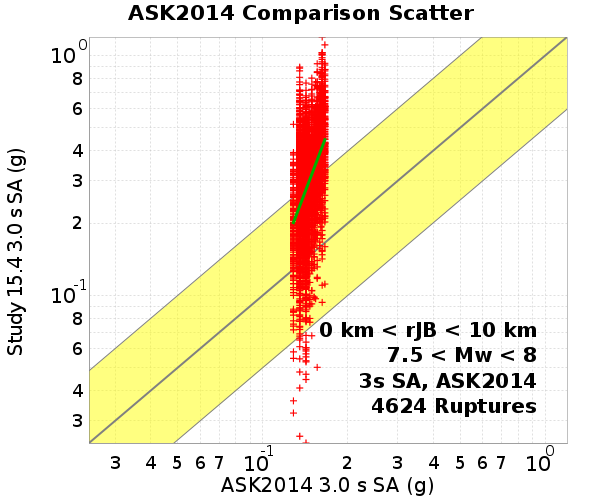 ASK2014 Comparison Scatter
10^0
8
6
4
3
2
10^-1
8
6
4
3
Study 15.4 3.0 s SA (g)
0 km < rJB < 10 km
7.5 < Mw < 8
3s SA, ASK2014
4624 Ruptures
3 4 5 6 7 10^-1 2 3 4 5 6 7 10^0
ASK2014 3.0 s SA (g)